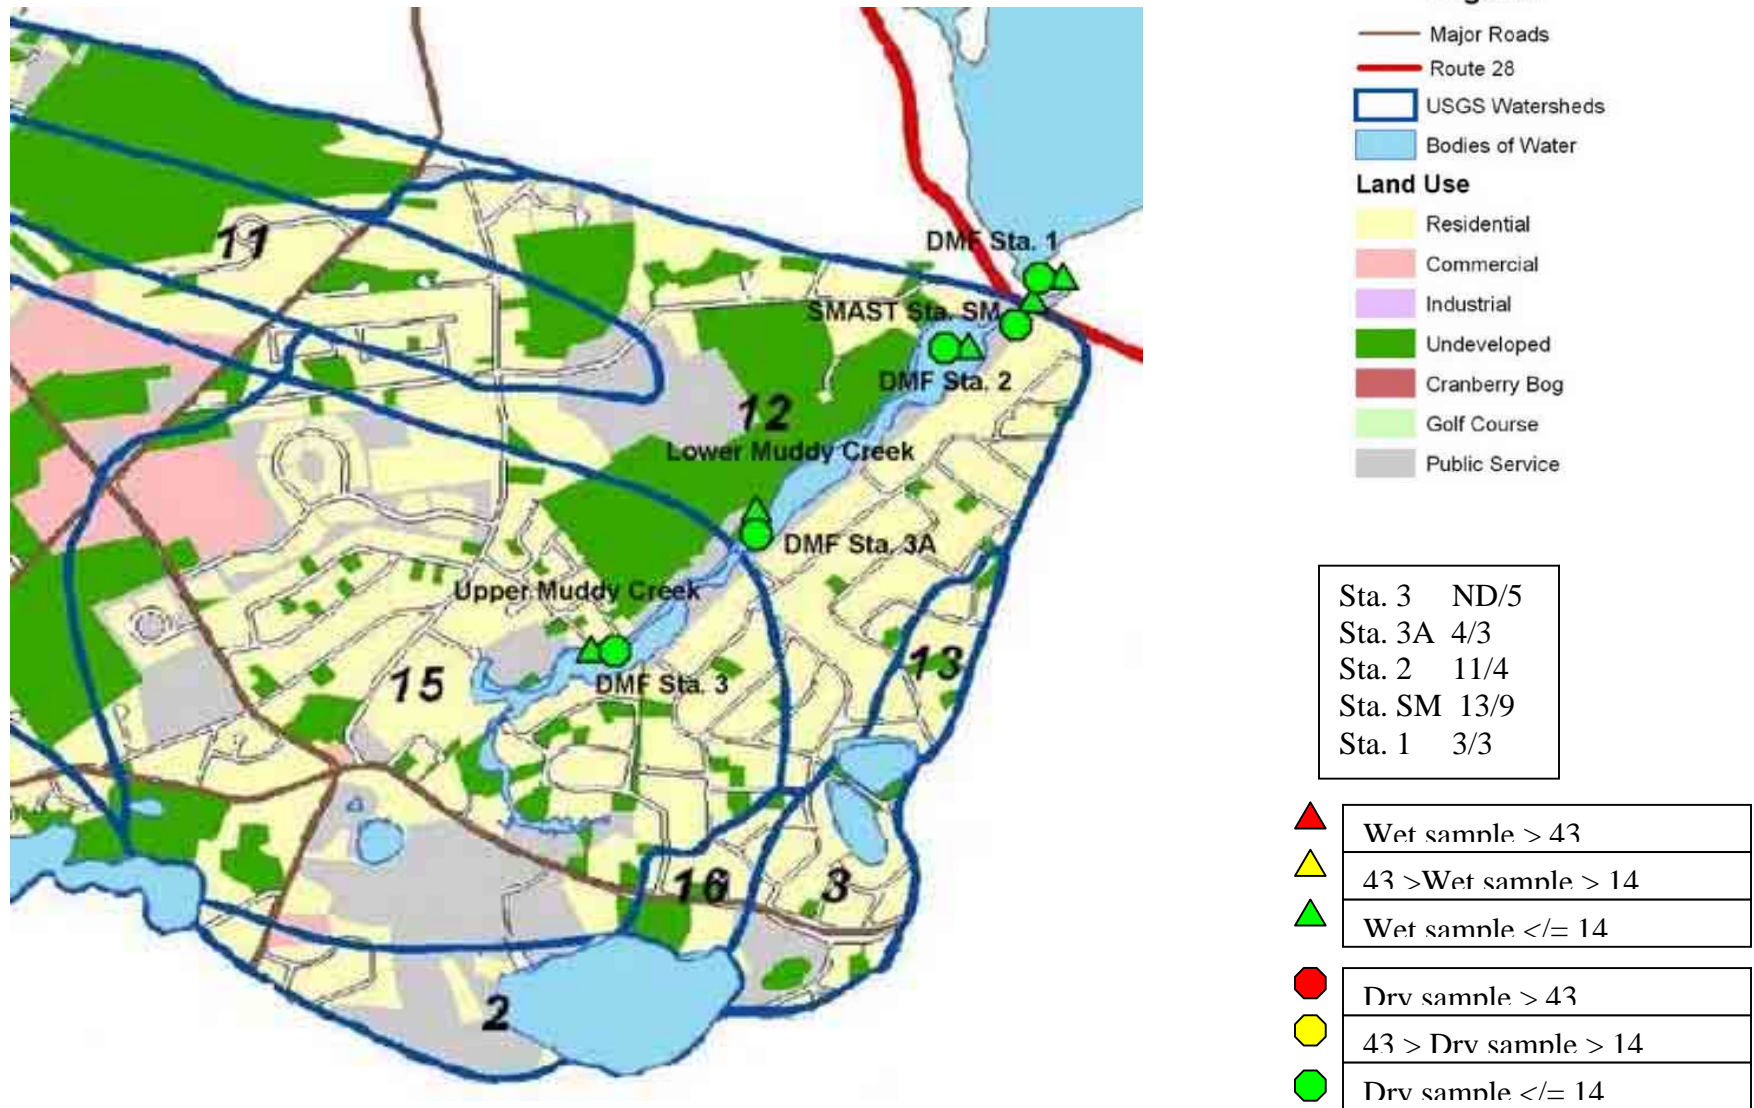 Major Roads
Route 28
USGS Watersheds
Bodies of Water
Land Use
Residential
Commercial
Industrial
Undeveloped
Cranberry Bog
Golf Course
Public Service
11
DMF Sta. 1
SMAST Sta. SM
DMF Sta. 2
12
Lower Muddy Creek
DMF Sta. 3A
Upper Muddy Creek
13
15
DMF Sta. 3
16
3
2
Sta. 3 ND/5
Sta. 3A 4/3
Sta. 2 11/4
Sta. SM 13/9
Sta. 1 3/3
Wet sample > 43
43 >Wet sample > 14
Wet sample </= 14
Dry sample > 43
43 > Dry sample > 14
Dry sample </= 14